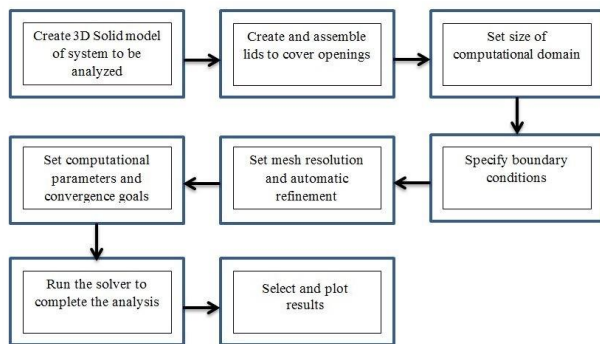 Create 3D Solid model
of system to be
analyzed
Create and assemble
lids to cover openings
Set size of
computational domain
Specify boundary
conditions
Set mesh resolution
and automatic
refinement
Set computational
parameters and
convergence goals
Run the solver to
complete the analysis
Select and plot
results